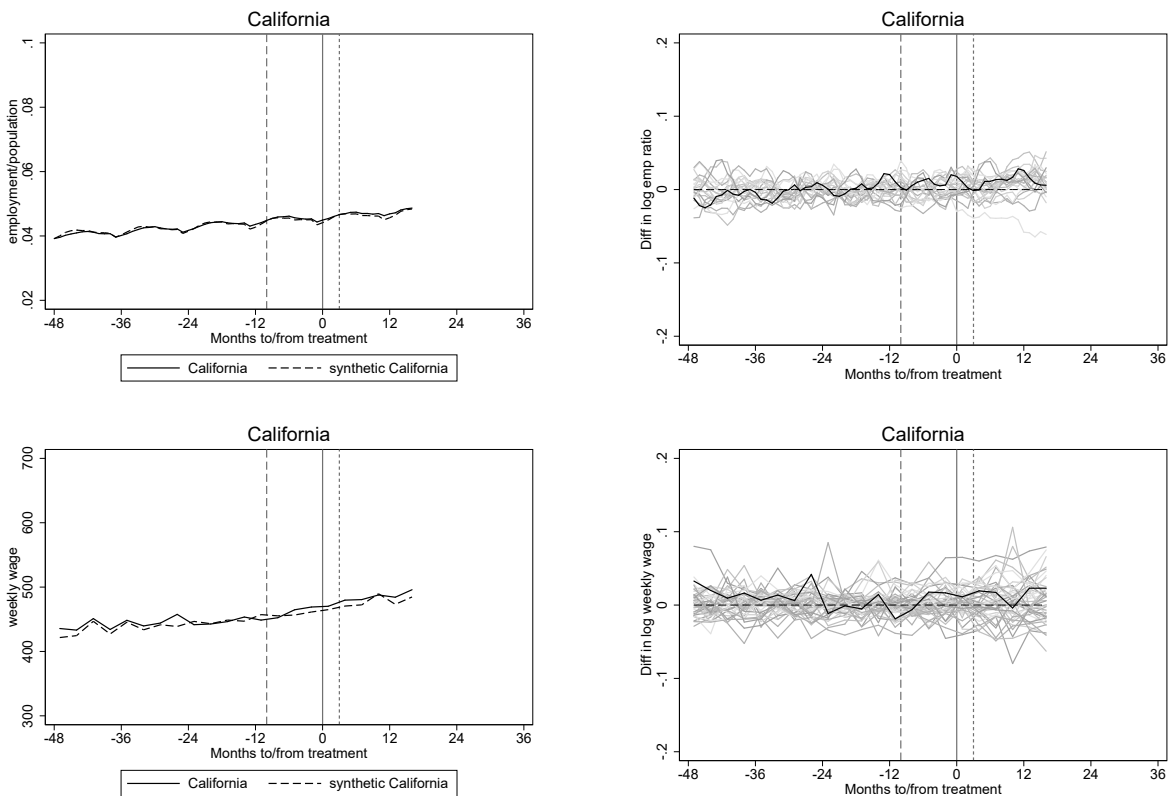 California
employment/population
.1
.08
.06
.04
.02
-48 -36 -24 -12 0 12 24 36
Months to/from treatment
California synthetic California
California
Diff in log emp ratio
.2
.1
0
-.1
-.2
-48 -36 -24 -12 0 12 24 36
Months to/from treatment
California
weekly wage
700
600
500
400
300
-48 -36 -24 -12 0 12 24 36
Months to/from treatment
California synthetic California
California
Diff in log weekly wage
.2
.1
0
-.1
-.2
-48 -36 -24 -12 0 12 24 36
Months to/from treatment